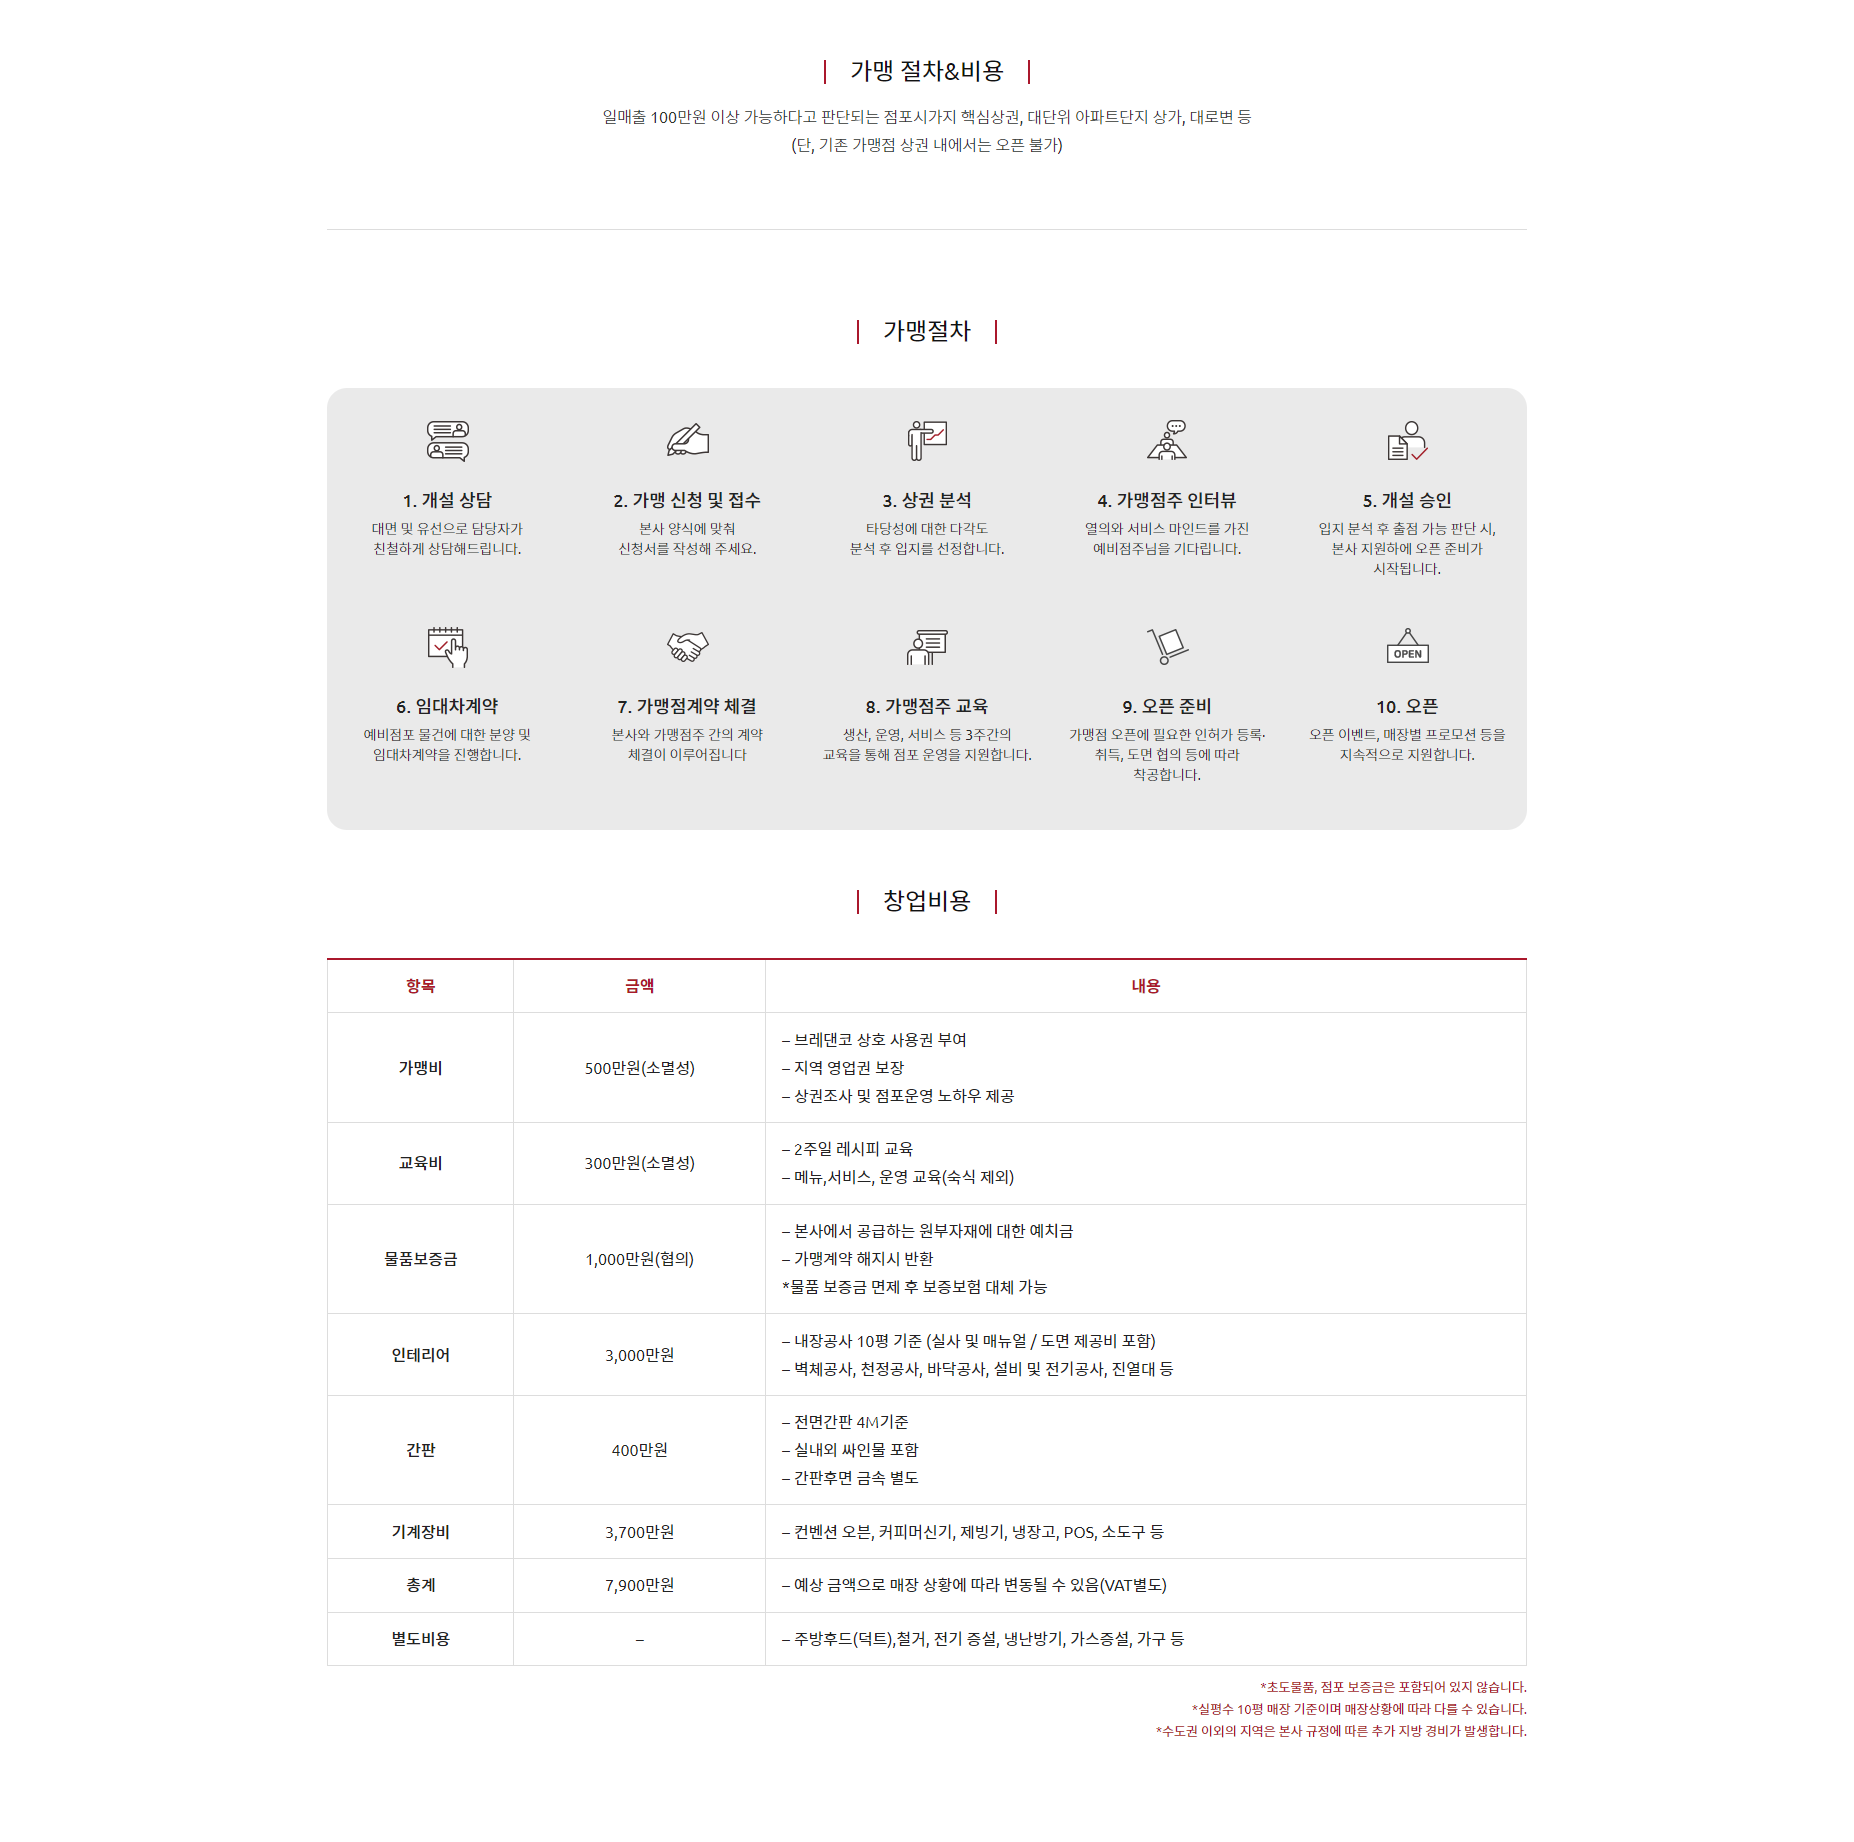 가맹 절차&비용
일매출 100만원 이상 가능하다고 판단되는 점포시가지 핵심상권, 대단위 아파트단지 상가, 대로변 등
(단, 기존 가맹점 상권 내에서는 오픈 불가)
가맹절차
1. 개설 상담
대면 및 유선으로 담당자가
친철하게 상담해드립니다.
2. 가맹 신청 및 접수
본사 양식에 맞춰
신청서를 작성해 주세요.
3. 상권 분석
타당성에 대한 다각도
분석 후 입지를 선정합니다.
4. 가맹점주 인터뷰
열의와 서비스 마인드를 가진
예비점주님을 기다립니다.
5. 개설 승인
입지 분석 후 출점 가능 판단 시,
본사 지원하에 오픈 준비가
시작됩니다.
6. 임대차계약
예비점포 물건에 대한 분양 및
임대차계약을 진행합니다.
7. 가맹점계약 체결
본사와 가맹점주 간의 계약
체결이 이루어집니다
8. 가맹점주 교육
생산, 운영, 서비스 등 3주간의
교육을 통해 점포 운영을 지원합니다.
9. 오픈 준비
가맹점 오픈에 필요한 인허가 등록·
취득, 도면 협의 등에 따라
착공합니다.
OPEN
10. 오픈
오픈 이벤트, 매장별 프로모션 등을
지속적으로 지원합니다.
창업비용
항목 금액 내용
가맹비 500만원(소멸성)
– 브레댄코 상호 사용권 부여
– 지역 영업권 보장
– 상권조사 및 점포운영 노하우 제공
교육비 300만원(소멸성)
– 2주일 레시피 교육
– 메뉴,서비스, 운영 교육(숙식 제외)
물품보증금 1,000만원(협의)
– 본사에서 공급하는 원부자재에 대한 예치금
– 가맹계약 해지시 반환
*물품 보증금 면제 후 보증보험 대체 가능
인테리어 3,000만원
– 내장공사 10평 기준 (실사 및 매뉴얼 / 도면 제공비 포함)
– 벽체공사, 천정공사, 바닥공사, 설비 및 전기공사, 진열대 등
간판 400만원
– 전면간판 4M기준
– 실내외 싸인물 포함
– 간판후면 금속 별도
기계장비 3,700만원 – 컨벤션 오븐, 커피머신기, 제빙기, 냉장고, POS, 소도구 등
총계 7,900만원 – 예상 금액으로 매장 상황에 따라 변동될 수 있음(VAT별도)
별도비용 – – 주방후드(덕트),철거, 전기 증설, 냉난방기, 가스증설, 가구 등
*초도물품, 점포 보증금은 포함되어 있지 않습니다.
*실평수 10평 매장 기준이며 매장상황에 따라 다를 수 있습니다.
*수도권 이외의 지역은 본사 규정에 따른 추가 지방 경비가 발생합니다.